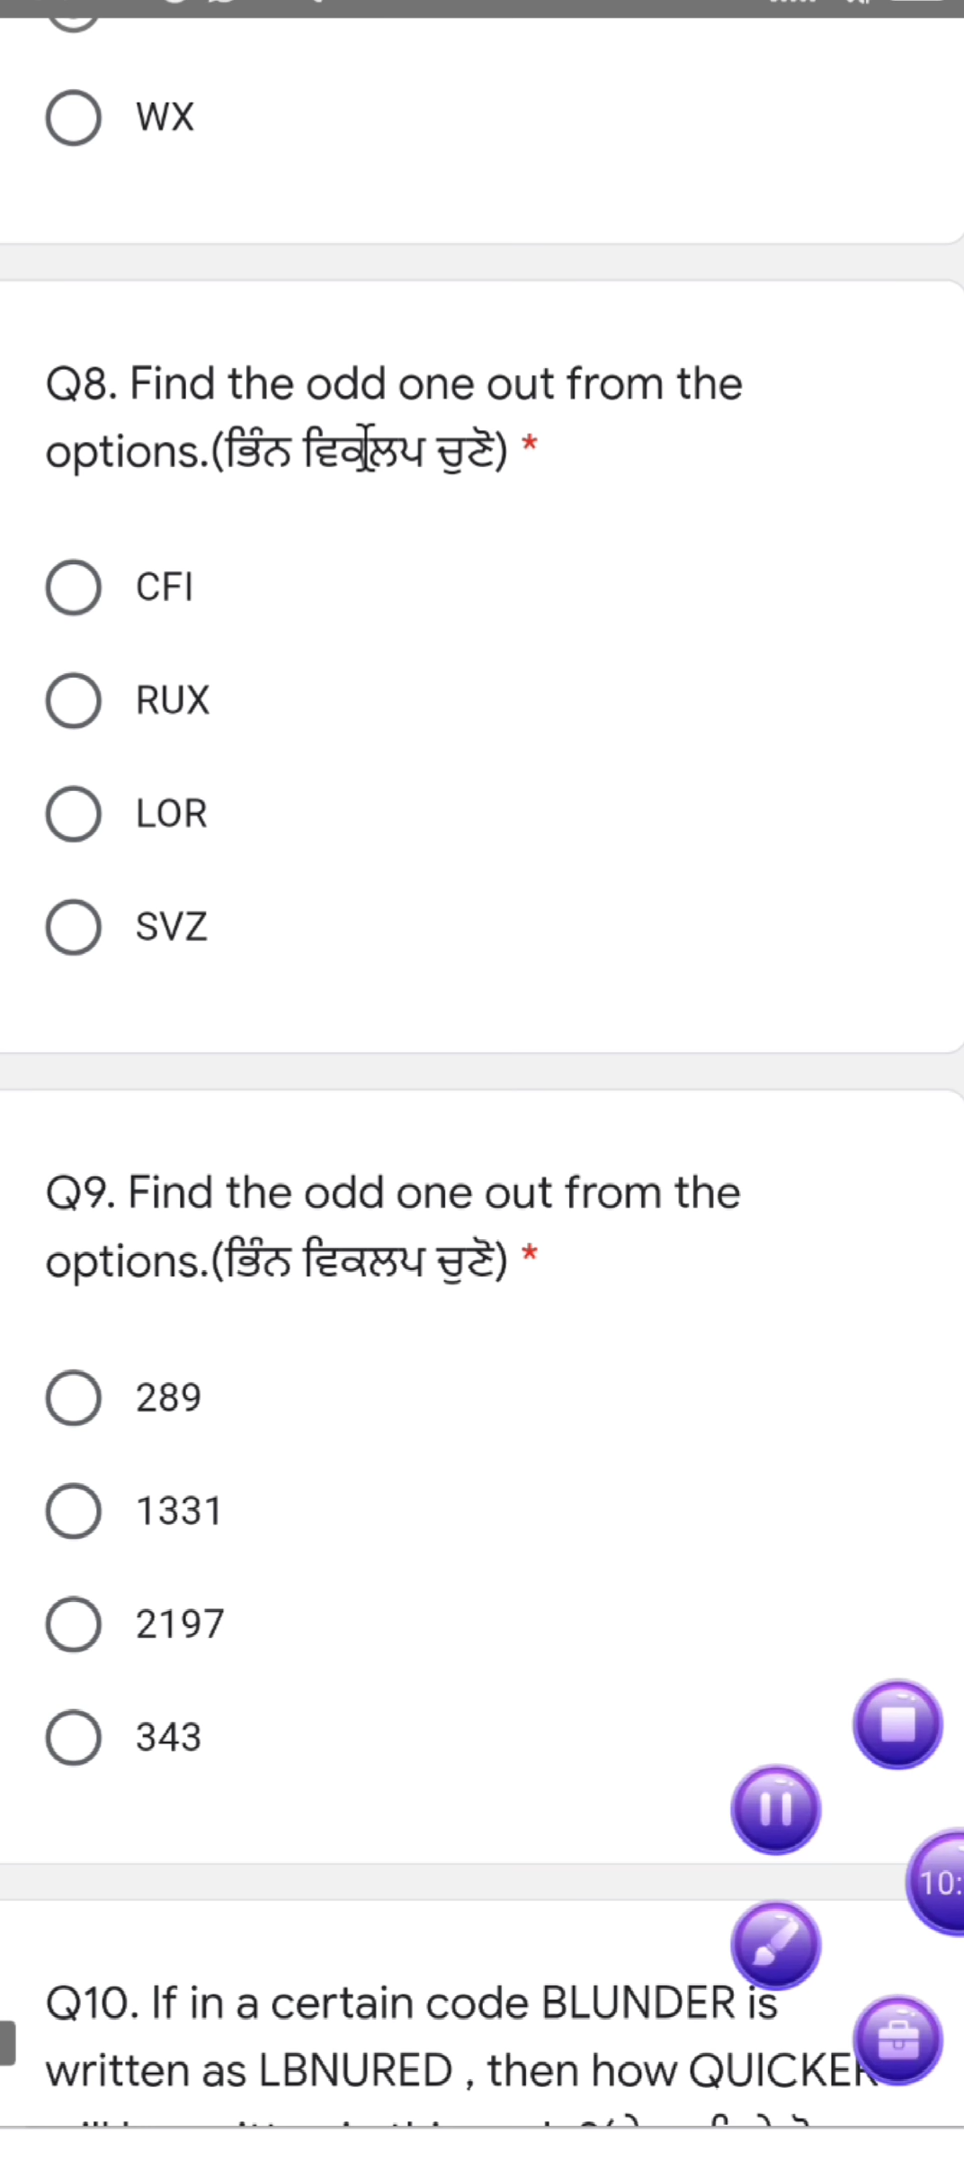 WX
Q8. Find the odd one out from the
options.(ਭਿੰਨ ਵਿਕਲਪ ਚੁਣੋ) *
CFI
RUX
LOR
SVZ
Q9. Find the odd one out from the
options.(ਭਿੰਨ ਵਿਕਲਪ ਚੁਣੋ) *
289
1331
2197
343
10:
Q10. If in a certain code BLUNDER is
written as LBNURED , then how QUICKER